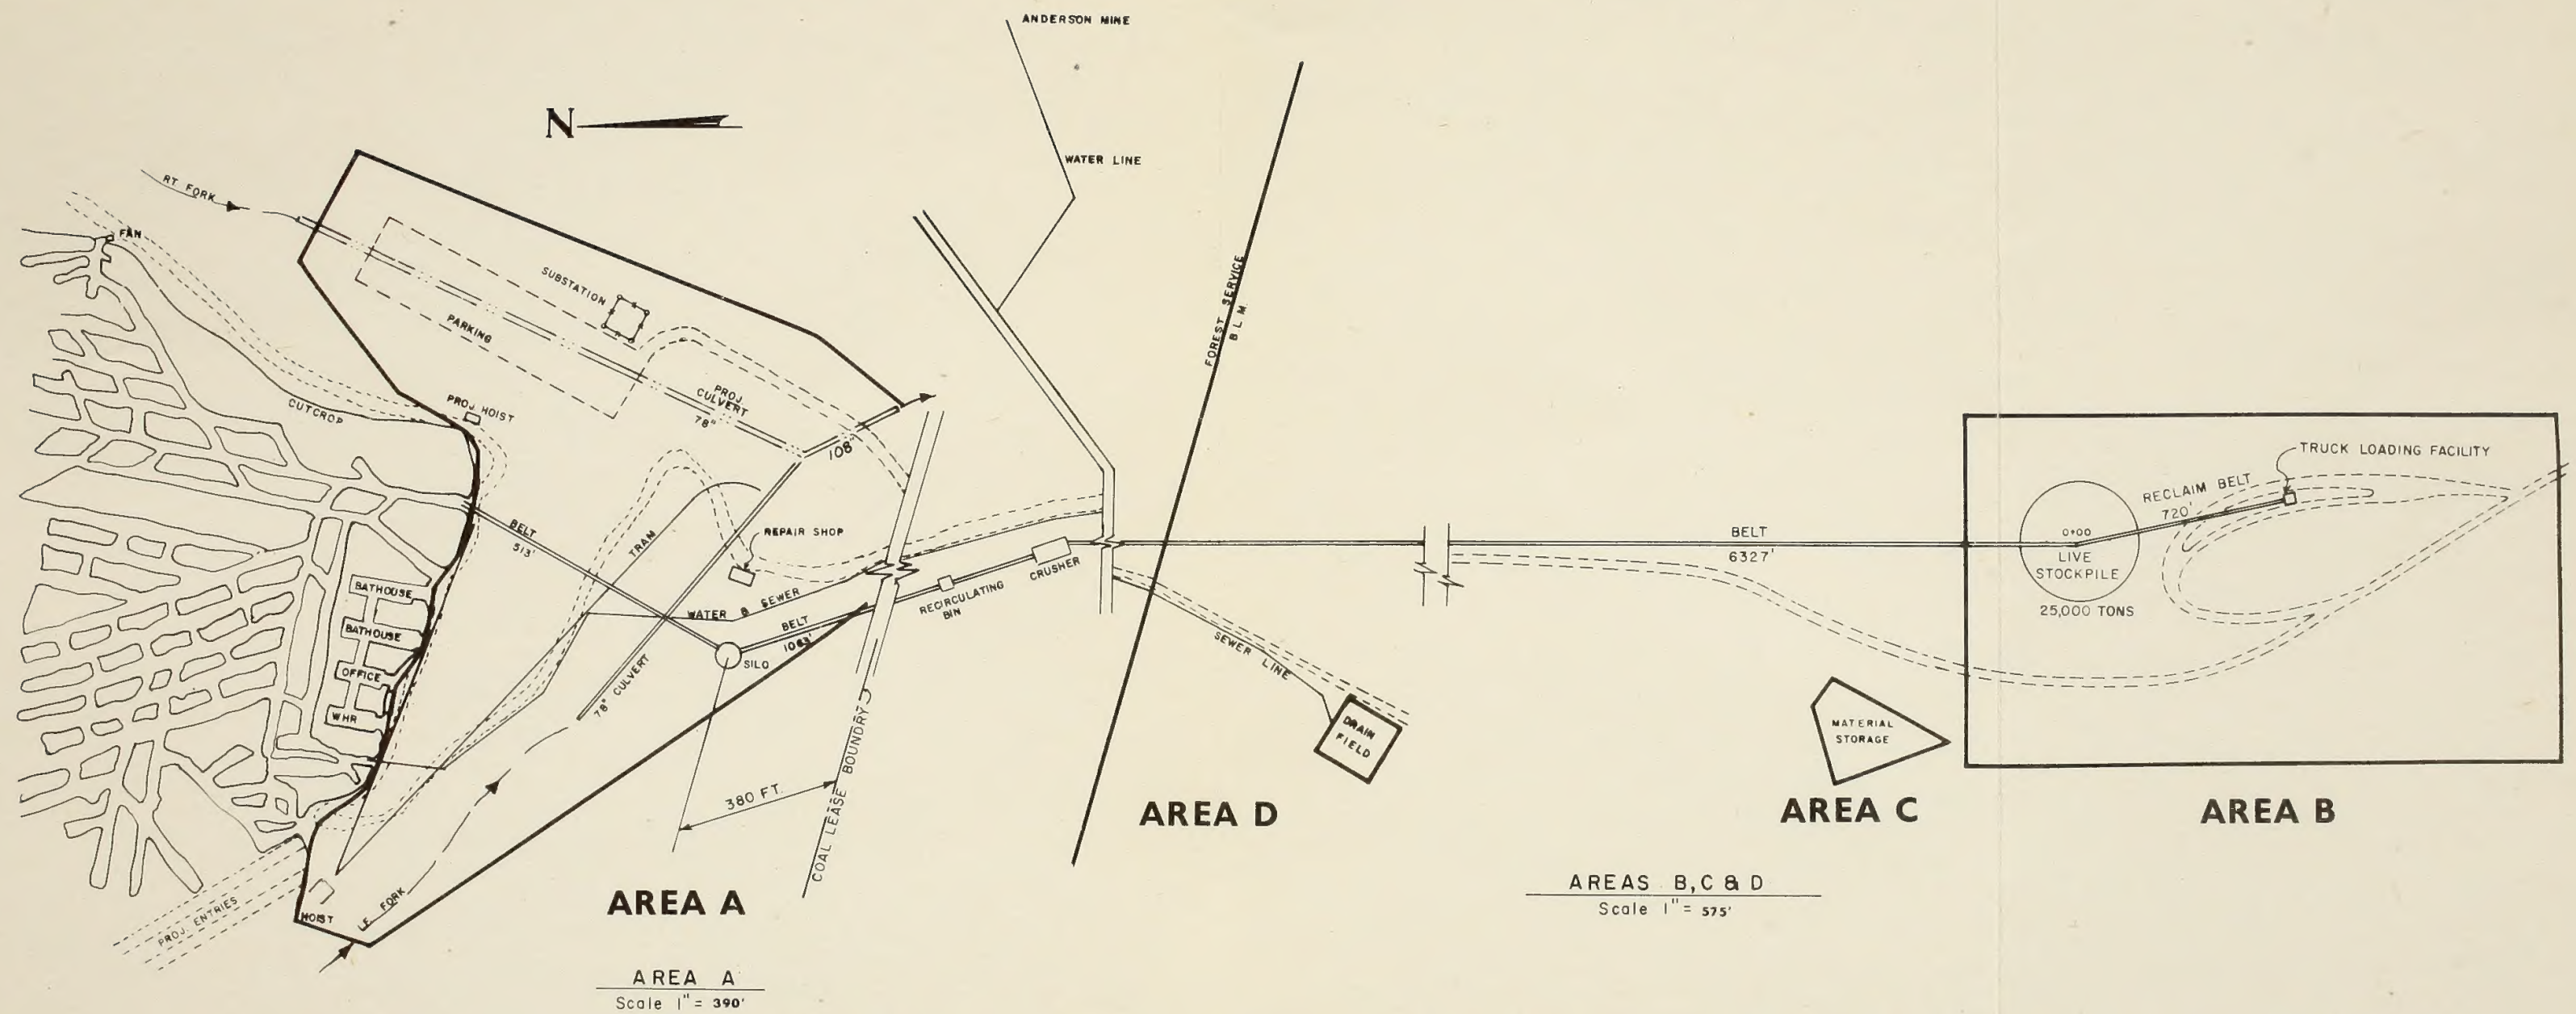 ANDERSON MINE
N
WATER LINE
RT FORK
FAN
SUBSTATION
PARKING
FOREST SERVICE
B.L.M.
OUTCROP
PROJ. HOIST
PROJ.
CULVERT
78"
108"
TRUCK LOADING FACILITY
RECLAIM BELT
720'
BELT
513'
TRAM
REPAIR SHOP
BELT
6327'
0+00
LIVE
STOCKPILE
25,000 TONS
CRUSHER
RECIRCULATING
BIN
WATER & SEWER
BATHOUSE
BATHOUSE
OFFICE
WHR
BELT
1063'
SILO
78" CULVERT
SEWER LINE
DRAIN
FIELD
MATERIAL
STORAGE
380 FT.
COAL LEASE BOUNDRY
AREA D
AREA C
AREA B
PROJ. ENTRIES
HOIST
LF. FORK
AREA A
AREAS B,C & D
Scale 1"= 575'
AREA A
Scale 1"= 390'